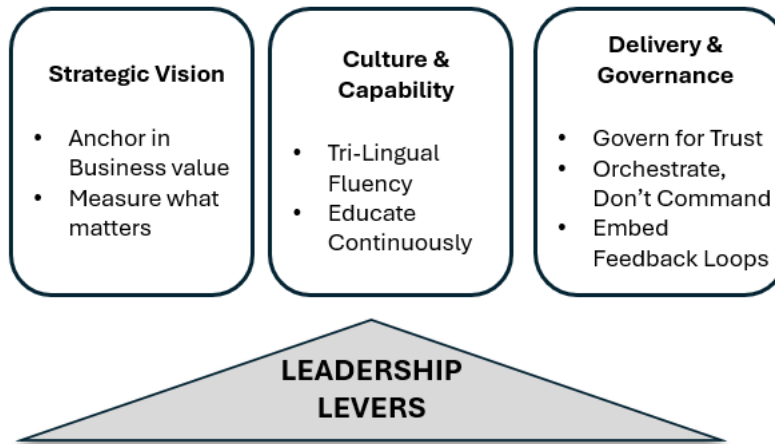 Strategic Vision
• Anchor in
Business value
• Measure what
matters
Culture &
Capability
• Tri-Lingual
Fluency
• Educate
Continuously
Delivery &
Governance
• Govern for Trust
• Orchestrate,
Don’t Command
• Embed
Feedback Loops
LEADERSHIP
LEVERS